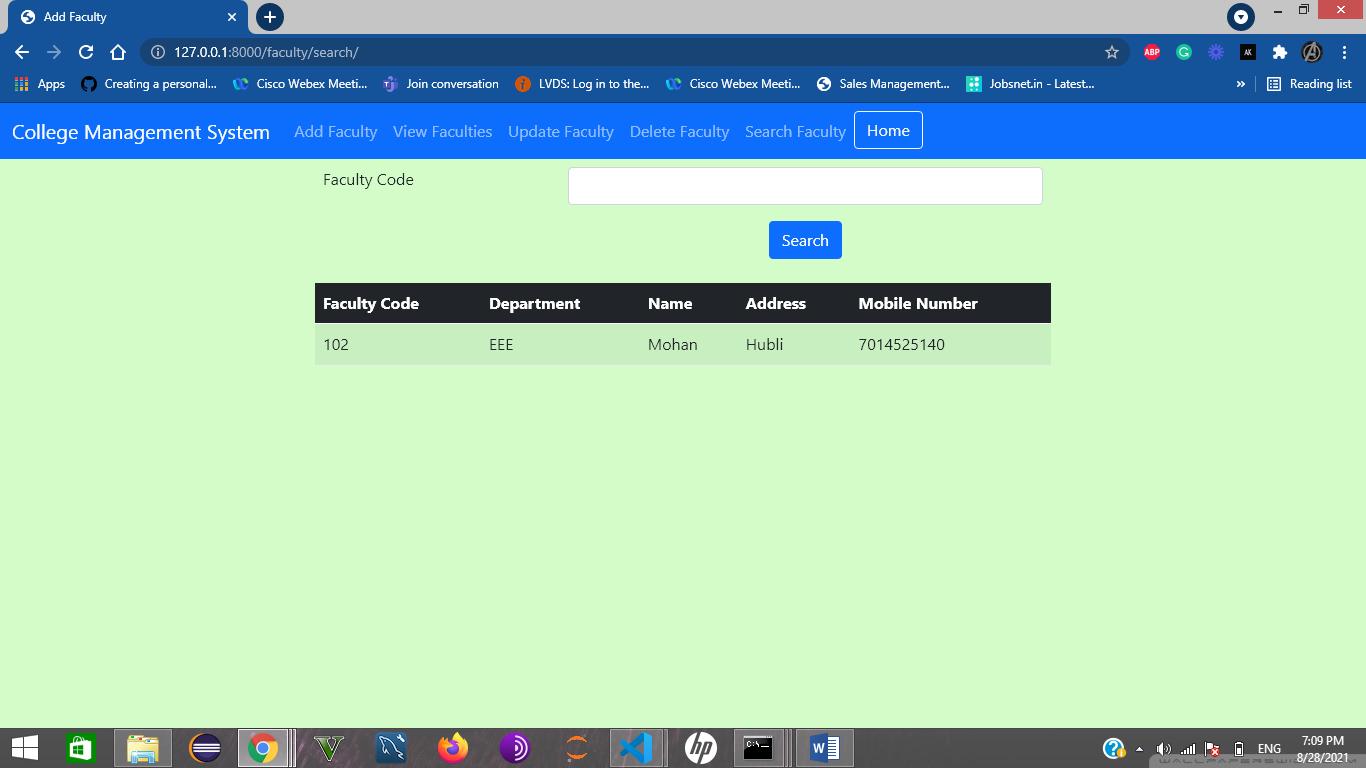 Add Faculty
127.0.0.1:8000/faculty/search/
ABP
AK
Apps
Creating a personal...
Cisco Webex Meeti...
Join conversation
LVDS: Log in to the...
Cisco Webex Meeti...
Sales Management...
Jobsnet.in - Latest...
»
Reading list
College Management System
Add Faculty
View Faculties
Update Faculty
Delete Faculty
Search Faculty
Home
Faculty Code
Search
Faculty Code Department Name Address Mobile Number
102 EEE Mohan Hubli 7014525140
ENG
7:09 PM
8/28/2021